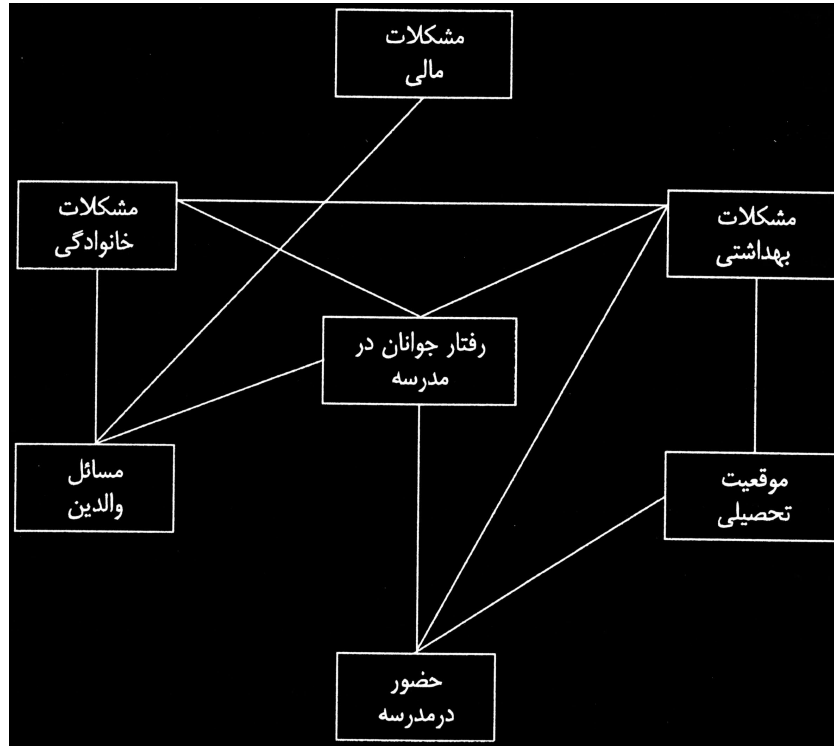 مشکلات
مالی
مشکلات
خانوادگی
مشکلات
بهداشتی
رفتار جوانان در
مدرسه
مسائل
والدین
موقعیت
تحصیلی
حضور
درمدرسه